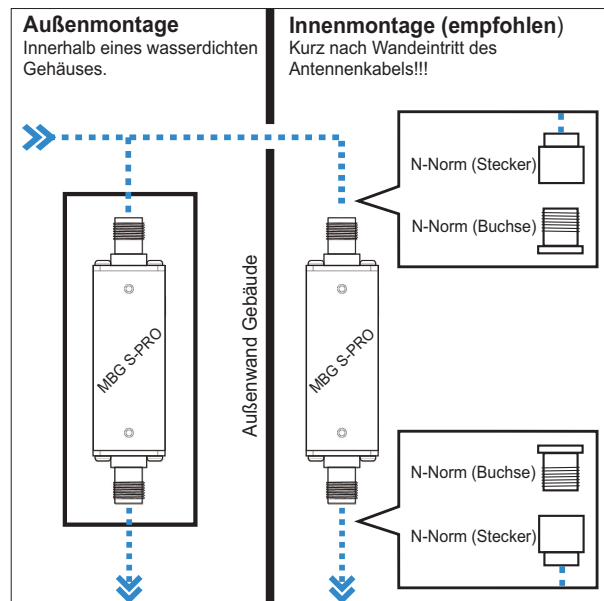 Außenmontage
Innerhalb eines wasserdichten
Gehäuses.
MBG S-PRO
Außenwand Gebäude
Innenmontage (empfohlen)
Kurz nach Wandeintritt des
Antennenkabels!!!
N-Norm (Stecker)
N-Norm (Buchse)
MBG S-PRO
N-Norm (Buchse)
N-Norm (Stecker)